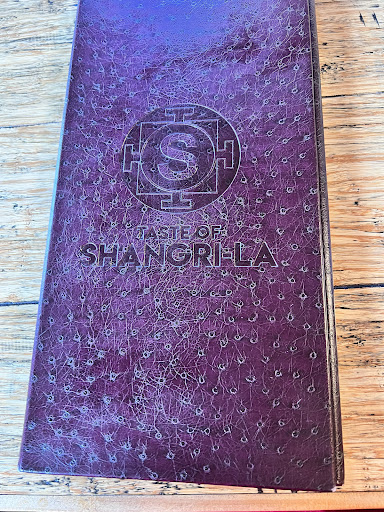 S
TASTE OF
SHANGRI-LA